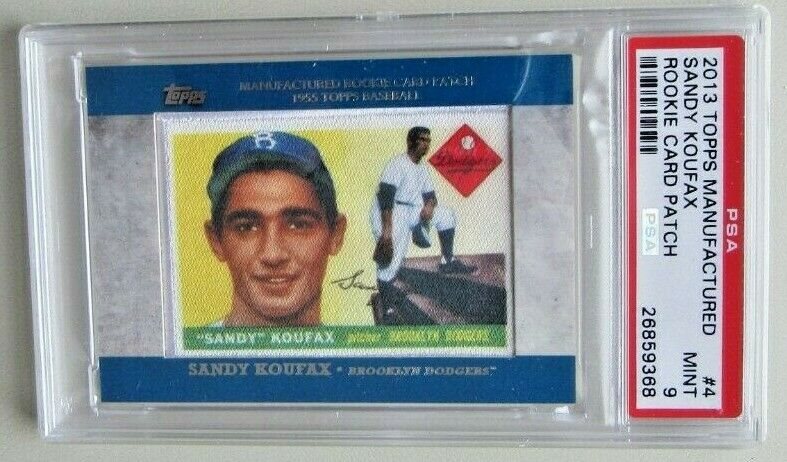 topps
MANUFACTURED ROOKIE CARD PATCH
1955 TOPPS BASEBALL
Dodgers
"SANDY" KOUFAX pitcher BROOKLYN DODGERS
SANDY KOUFAX • BROOKLYN DODGERS™
PSA
2013 TOPPS MANUFACTURED #4
SANDY KOUFAX MINT
ROOKIE CARD PATCH 9
PSA
26859368
B